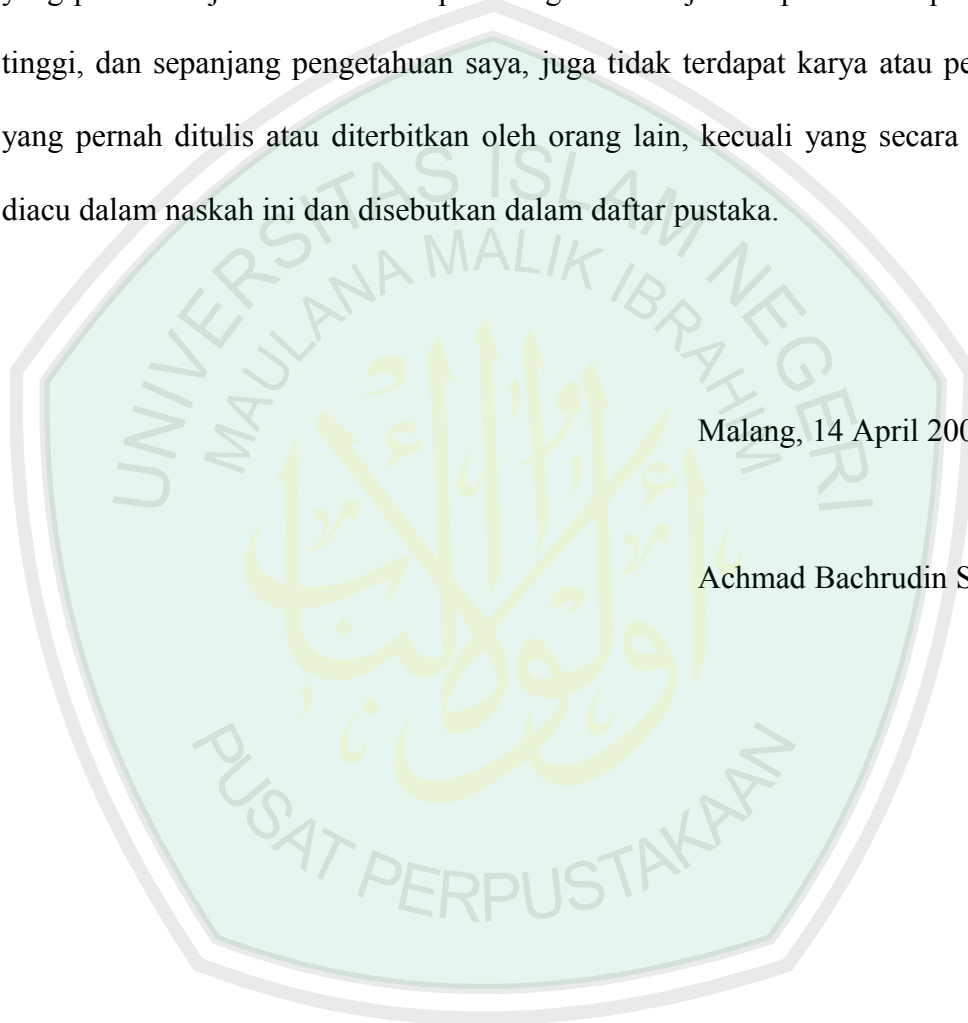 tinggi, dan sepanjang pengetahuan saya, juga tidak terdapat karya atau
yang pernah ditulis atau diterbitkan oleh orang lain, kecuali yang secara
diacu dalam naskah ini dan disebutkan dalam daftar pustaka.
UNIVERSITAS ISLAM NEGERI
MAULANA MALIK IBRAHIM
Malang, 14 April 200
Achmad Bachrudin S
أولو الألباب
PUSAT PERPUSTAKAAN